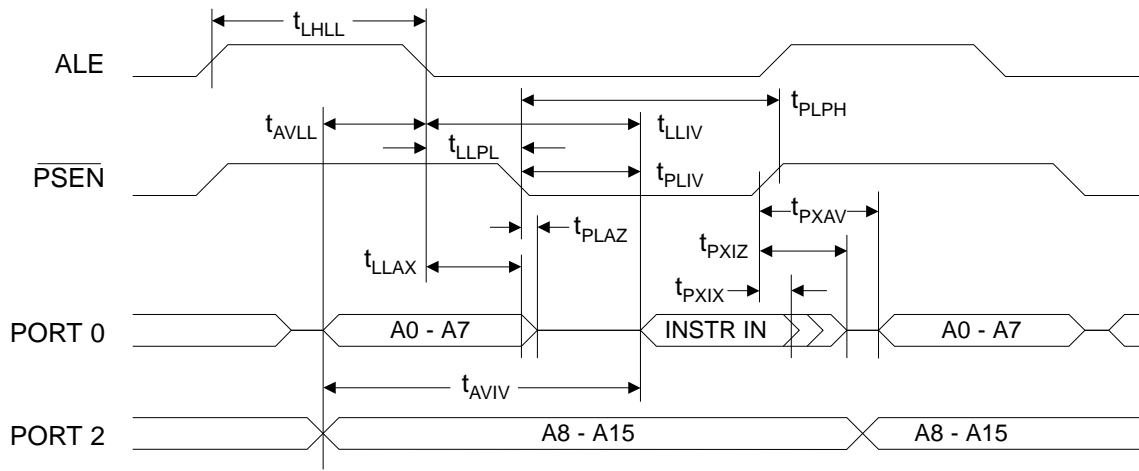 tLHLL
ALE
tPLPH
tAVLL
tLLIV
tLLPL
PSEN
tPLIV
tPXAV
tPLAZ
tPXIZ
tLLAX
tPXIX
PORT 0
A0 - A7
INSTR IN
A0 - A7
tAVIV
PORT 2
A8 - A15
A8 - A15